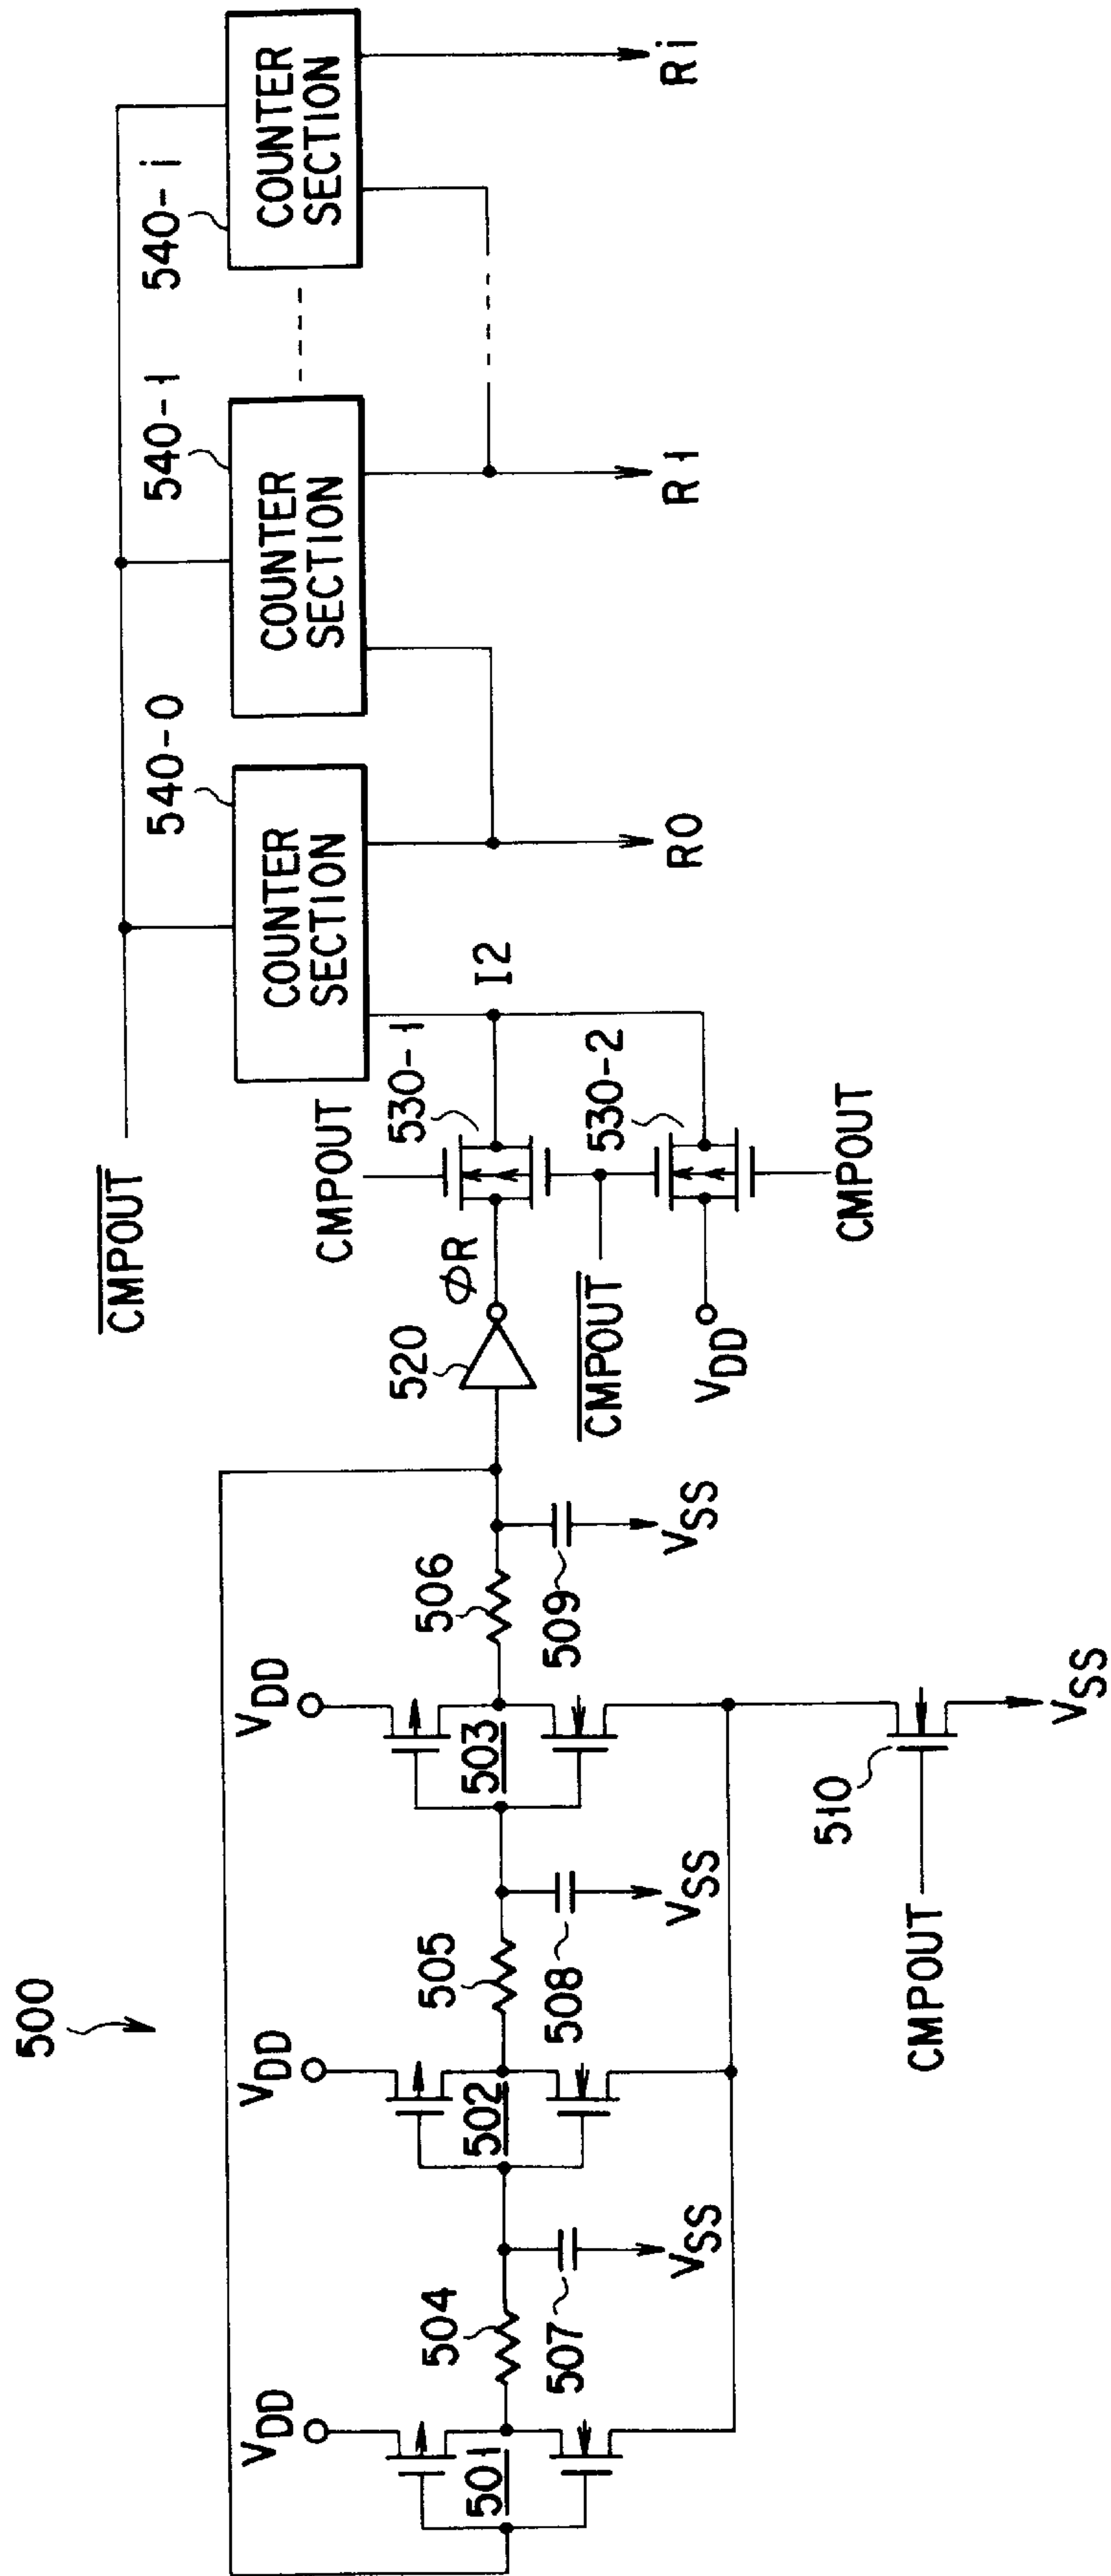 500
VDD
501
504
507
VSS
VDD
502
505
508
VSS
VDD
503
506
509
VSS
CMPOUT
510
VSS
520
ΦR
CMPOUT
530-1
CMPOUT
530-2
VDD
CMPOUT
I2
CMPOUT
540-0
COUNTER
SECTION
R0
540-1
COUNTER
SECTION
R1
540-i
COUNTER
SECTION
Ri